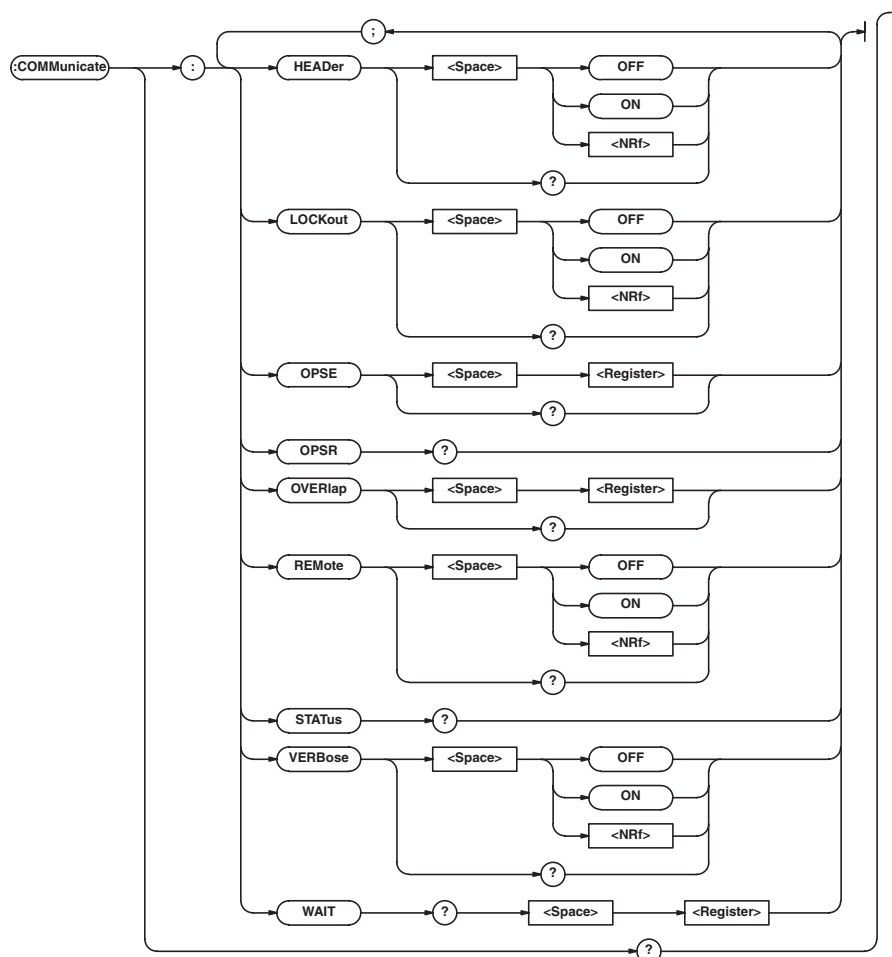 ;
:COMMunicate : HEADer <Space> OFF
ON
<NRf>
?
LOCKout <Space> OFF
ON
<NRf>
?
OPSE <Space> <Register>
?
OPSR ?
OVERlap <Space> <Register>
?
REMote <Space> OFF
ON
<NRf>
?
STATus ?
VERBose <Space> OFF
ON
<NRf>
?
WAIT ? <Space> <Register>
?